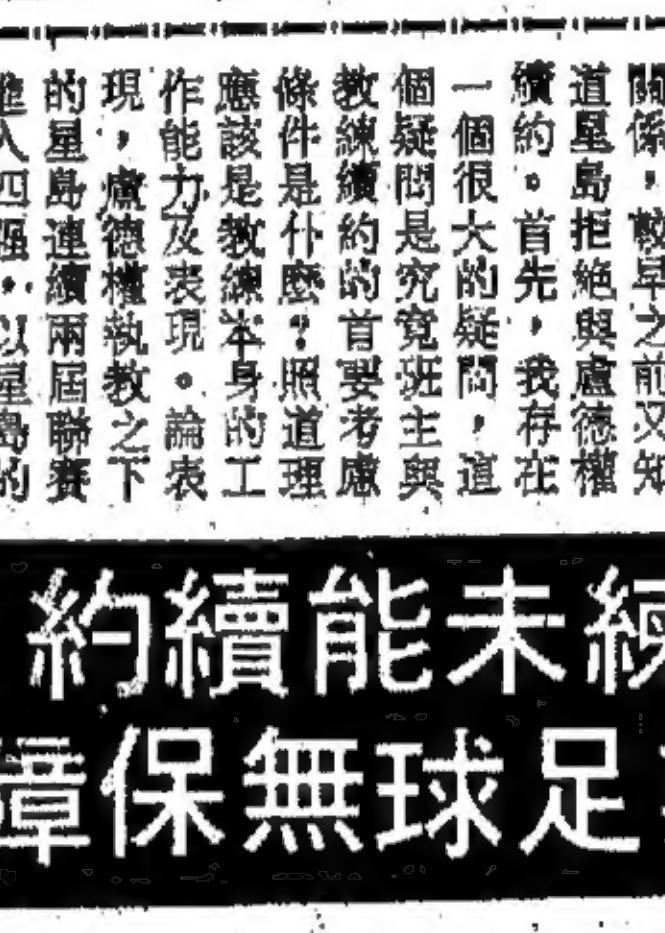 關係，較早之前又知
道星島拒絕與盧德權
續約。首先，我存在
一個很大的疑問，這
個疑問是究竟班主與
教練續約的首要考慮
條件是什麼？照道理
應該是教練本身的工
作能力及表現。論表
現，盧德權執教之下
的星島連續兩屆聯賽
進入四強，以星島的
練未能續約
足球無保障